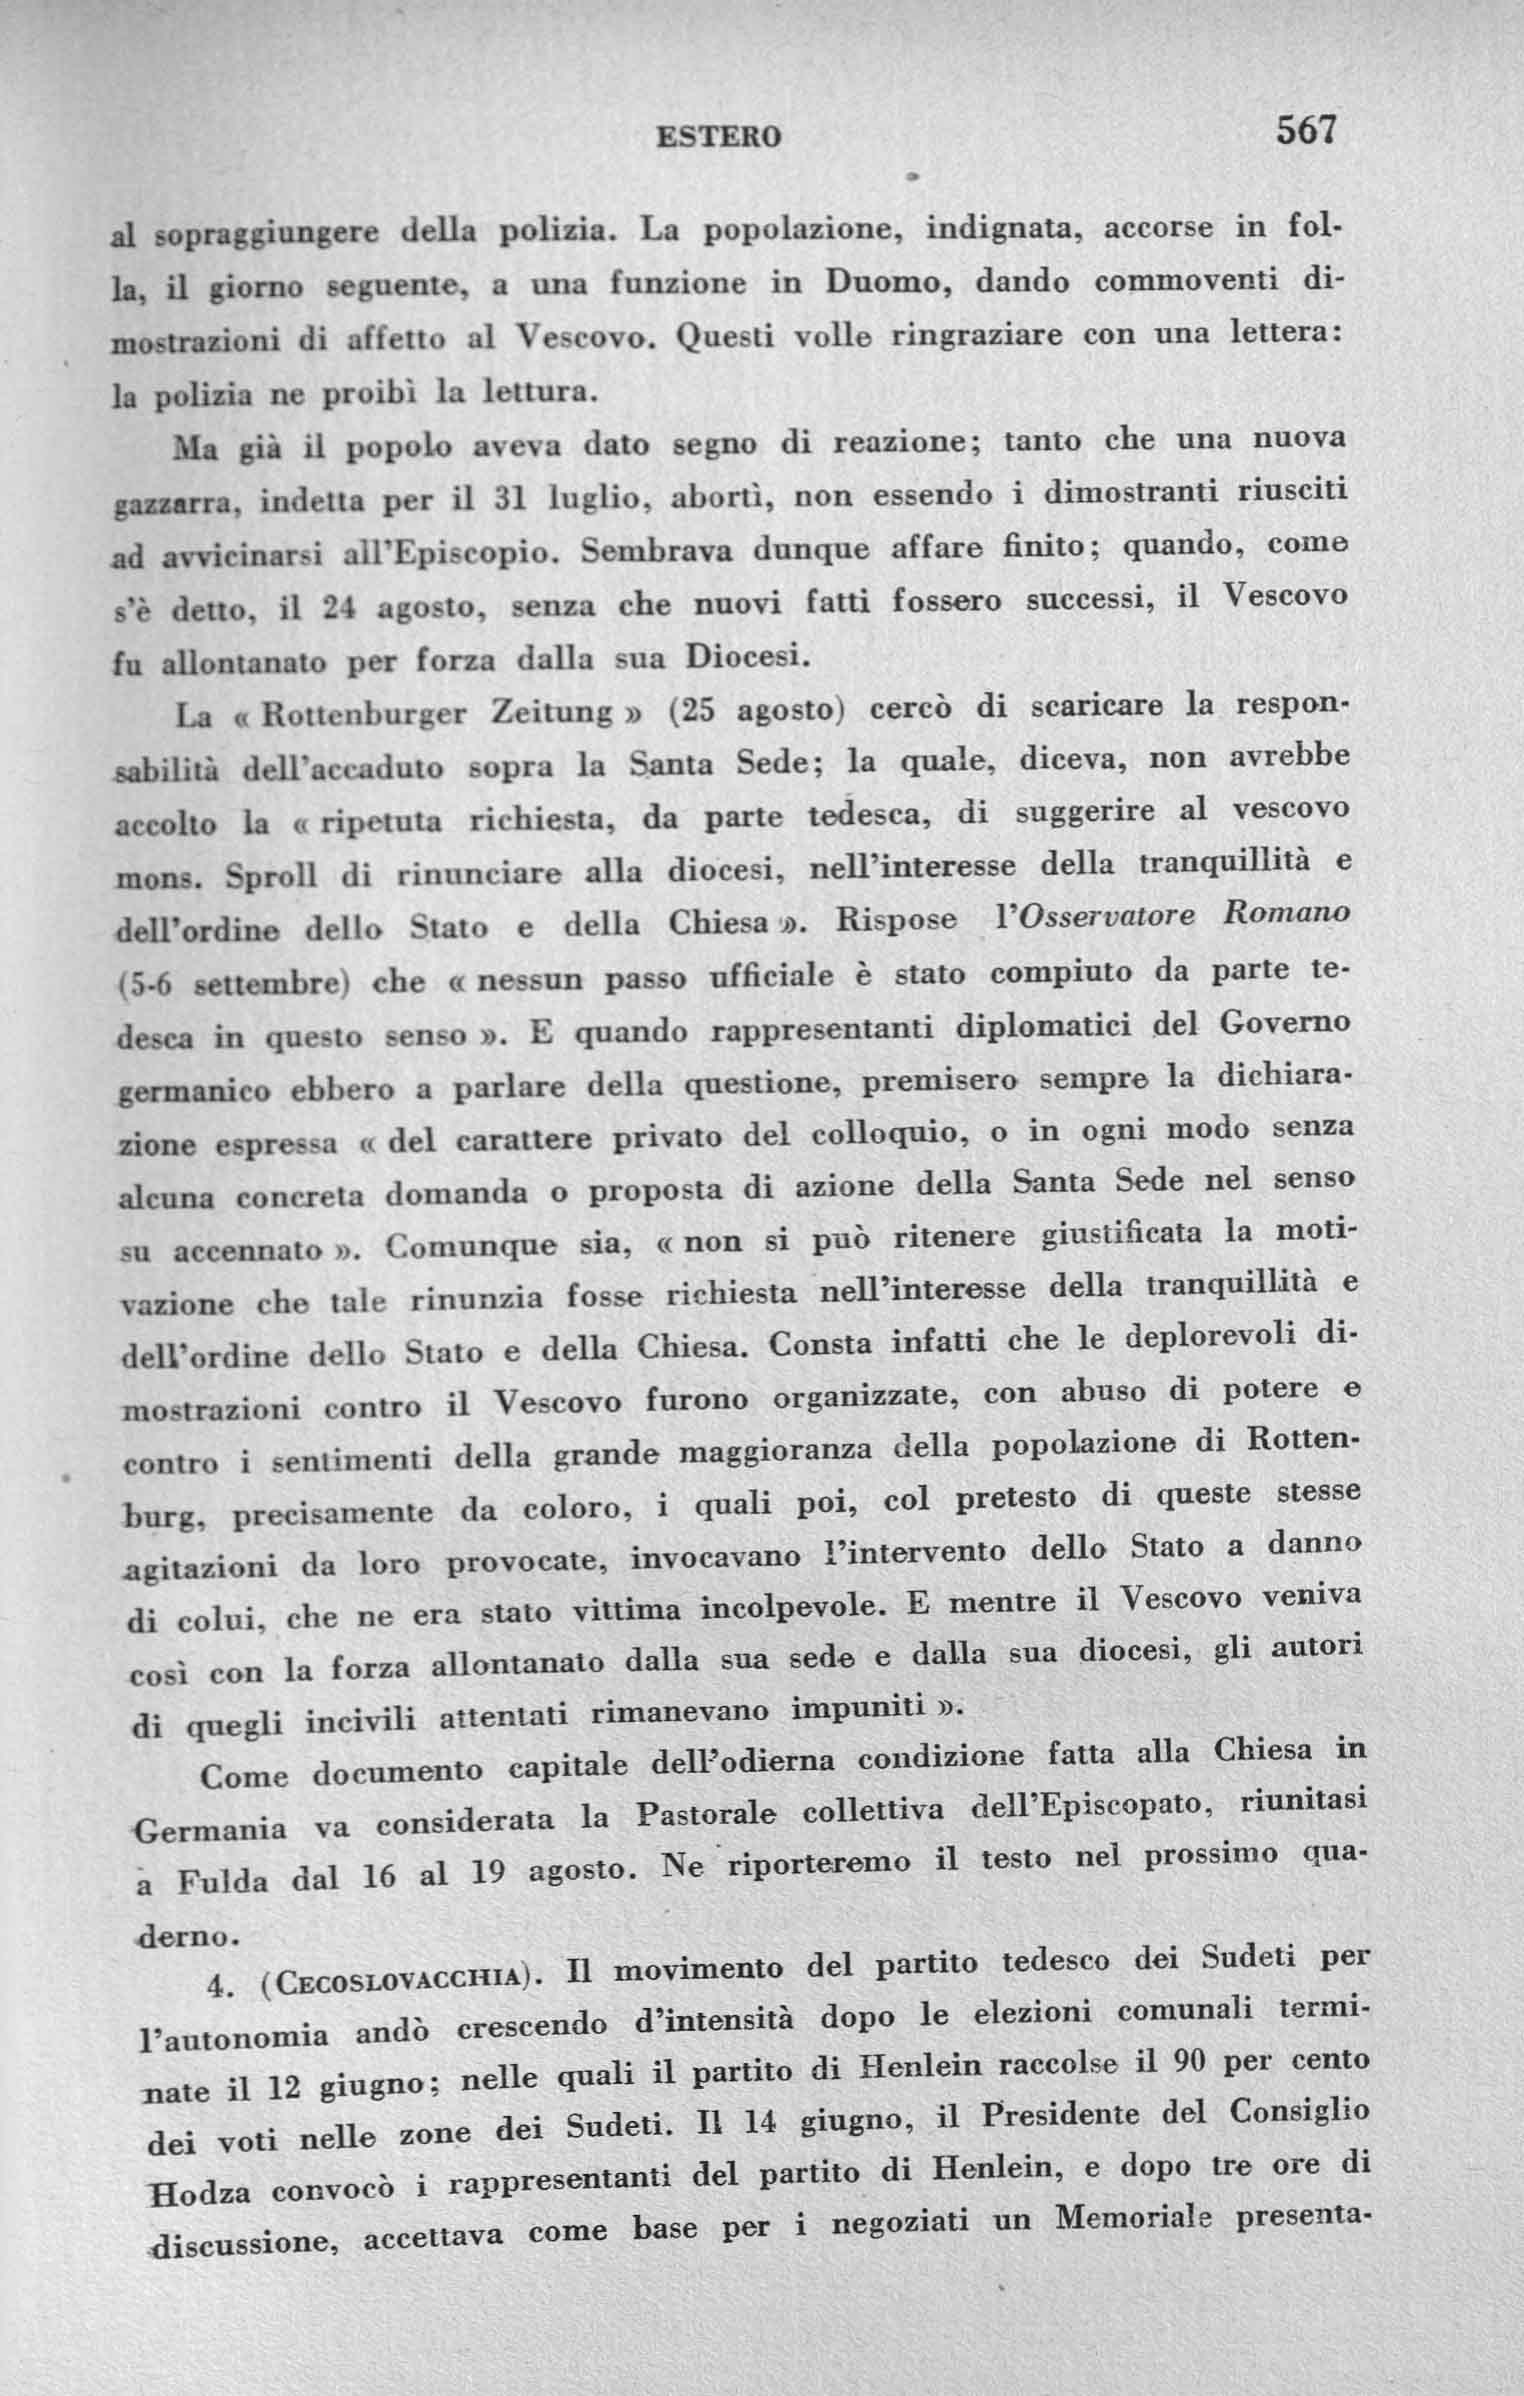 ESTERO 567
al sopraggiungere della polizia. La popolazione, indignata, accorse in fol-
la, il giorno seguente, a una funzione in Duomo, dando commoventi di-
mostrazioni di affetto al Vescovo. Questi volle ringraziare con una lettera:
la polizia ne proibì la lettura.
Ma già il popolo aveva dato segno di reazione; tanto che una nuova
gazzarra, indetta per il 31 luglio, abortì, non essendo i dimostranti riusciti
ad avvicinarsi all'Episcopio. Sembrava dunque affare finito; quando, come
s'è detto, il 24 agosto, senza che nuovi fatti fossero successi, il Vescovo
fu allontanato per forza dalla sua Diocesi.
La « Rottenburger Zeitung » (25 agosto) cercò di scaricare la respon-
sabilità dell'accaduto sopra la Santa Sede; la quale, diceva, non avrebbe
accolto la « ripetuta richiesta, da parte tedesca, di suggerire al vescovo
mons. Sproll di rinunciare alla diocesi, nell'interesse della tranquillità e
dell'ordine dello Stato e della Chiesa ». Rispose l'Osservatore Romano
(5-6 settembre) che « nessun passo ufficiale è stato compiuto da parte te-
desca in questo senso ». E quando rappresentanti diplomatici del Governo
germanico ebbero a parlare della questione, premisero sempre la dichiara-
zione espressa « del carattere privato del colloquio, o in ogni modo senza
alcuna concreta domanda o proposta di azione della Santa Sede nel senso
su accennato ». Comunque sia, « non si può ritenere giustificata la moti-
vazione che tale rinunzia fosse richiesta nell'interesse della tranquillità e
dell'ordine dello Stato e della Chiesa. Consta infatti che le deplorevoli di-
mostrazioni contro il Vescovo furono organizzate, con abuso di potere e
contro i sentimenti della grande maggioranza della popolazione di Rotten-
burg, precisamente da coloro, i quali poi, col pretesto di queste stesse
agitazioni da loro provocate, invocavano l'intervento dello Stato a danno
di colui, che ne era stato vittima incolpevole. E mentre il Vescovo veniva
così con la forza allontanato dalla sua sede e dalla sua diocesi, gli autori
di quegli incivili attentati rimanevano impuniti ».
Come documento capitale dell'odierna condizione fatta alla Chiesa in
Germania va considerata la Pastorale collettiva dell'Episcopato, riunitasi
a Fulda dal 16 al 19 agosto. Ne riporteremo il testo nel prossimo qua-
derno.
4. (CECOSLOVACCHIA). Il movimento del partito tedesco dei Sudeti per
l'autonomia andò crescendo d'intensità dopo le elezioni comunali termi-
nate il 12 giugno; nelle quali il partito di Henlein raccolse il 90 per cento
dei voti nelle zone dei Sudeti. Il 14 giugno, il Presidente del Consiglio
Hodza convocò i rappresentanti del partito di Henlein, e dopo tre ore di
discussione, accettava come base per i negoziati un Memoriale presenta-